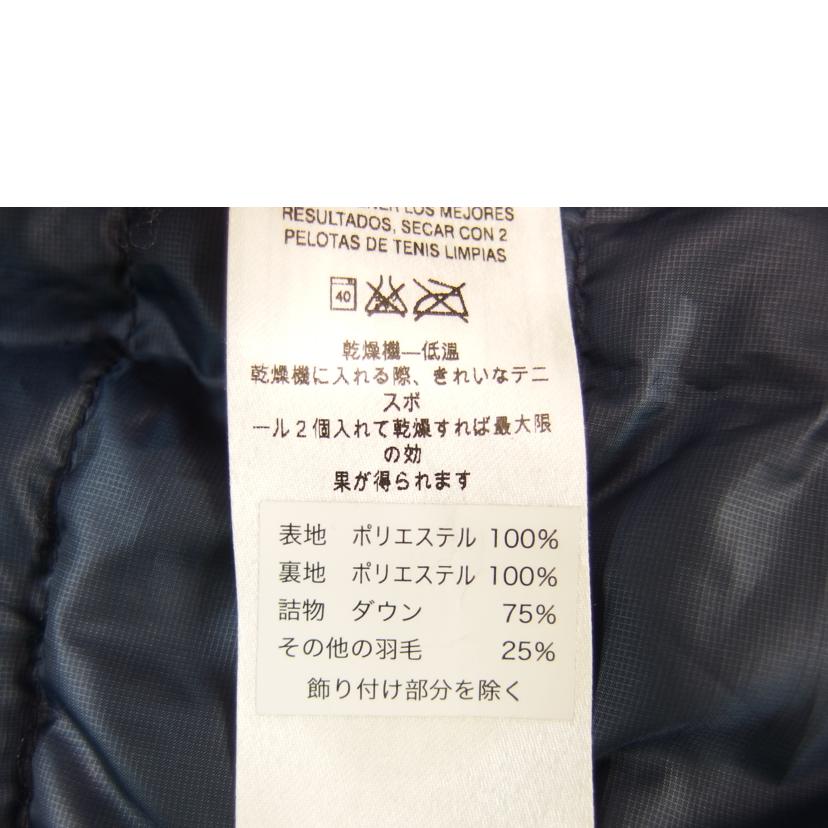 LOS MEJORES
RESULTADOS, SECAR CON 2
PELOTAS DE TENIS LIMPIAS
40
乾燥機—低温
乾燥機に入れる際、きれいなテニ
スボ
ール2個入れて乾燥すれば最大限
の効
果が得られます
表地 ポリエステル 100%
裏地 ポリエステル 100%
詰物 ダウン 75%
その他の羽毛 25%
飾り付け部分を除く